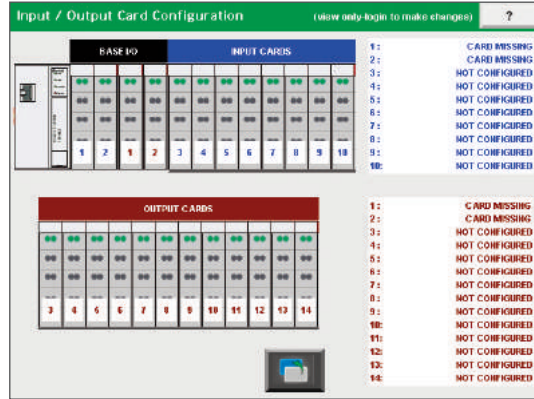 Input / Output Card Configuration
(view only-login to make changes)
?
BASE I/O
INPUT CARDS
1 2 1 2 3 4 5 6 7 8 9 10
1: CARD MISSING
2: CARD MISSING
3: NOT CONFIGURED
4: NOT CONFIGURED
5: NOT CONFIGURED
6: NOT CONFIGURED
7: NOT CONFIGURED
8: NOT CONFIGURED
9: NOT CONFIGURED
10: NOT CONFIGURED
OUTPUT CARDS
3 4 5 6 7 8 9 10 11 12 13 14
1: CARD MISSING
2: CARD MISSING
3: NOT CONFIGURED
4: NOT CONFIGURED
5: NOT CONFIGURED
6: NOT CONFIGURED
7: NOT CONFIGURED
8: NOT CONFIGURED
9: NOT CONFIGURED
10: NOT CONFIGURED
11: NOT CONFIGURED
12: NOT CONFIGURED
13: NOT CONFIGURED
14: NOT CONFIGURED